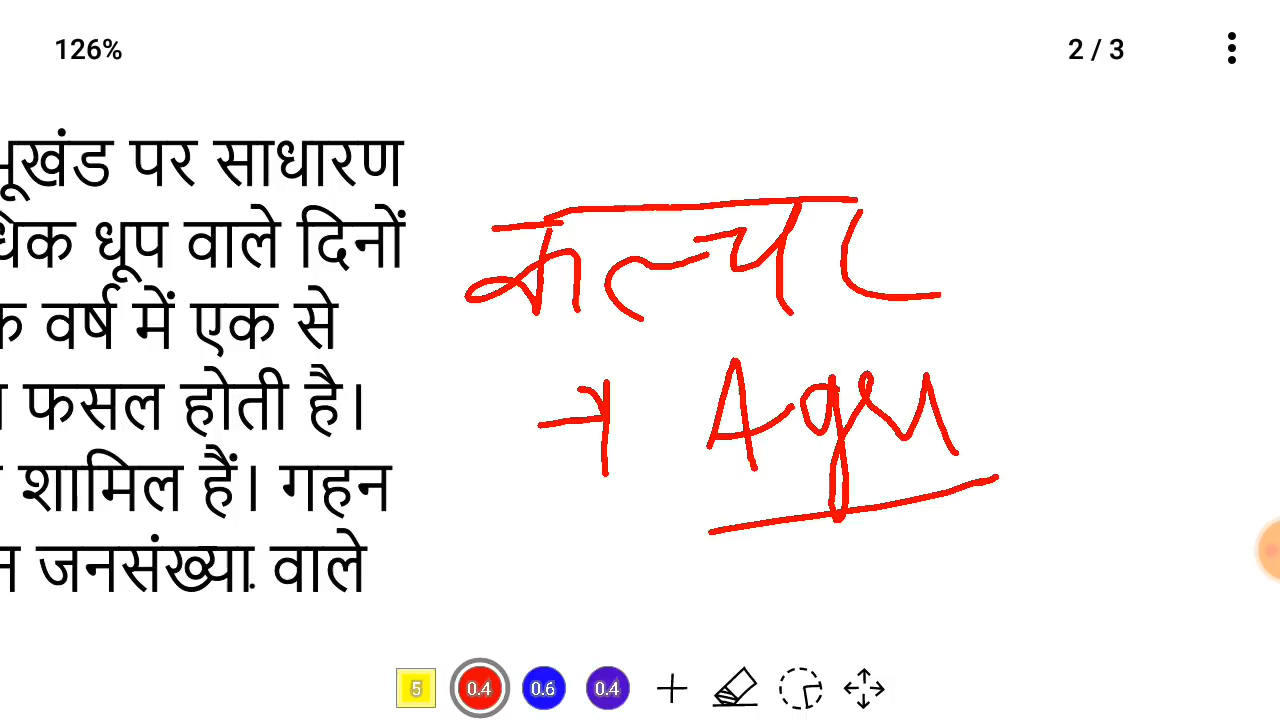 126%
2 / 3
भूखंड पर साधारण
धिक धूप वाले दिनों
क वर्ष में एक से
फसल होती है।
शामिल हैं। गहन
न जनसंख्या वाले
कल्चर
→ Agri
5 0.4 0.6 0.4